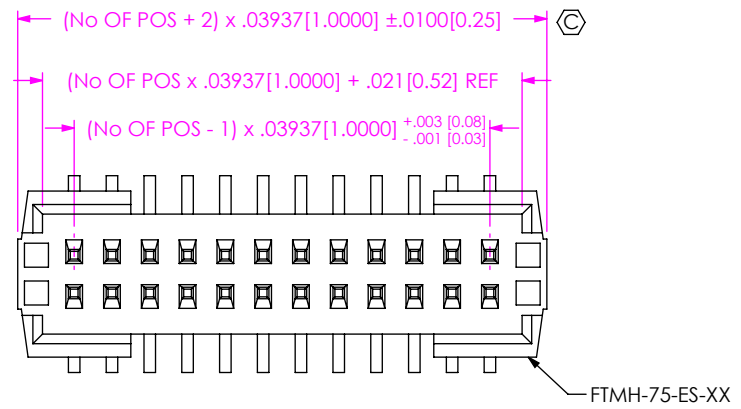 (No OF POS + 2) x .03937[1.0000] ±.0100[0.25]
C
(No OF POS x .03937[1.0000] + .021[0.52] REF
(No OF POS - 1) x .03937[1.0000] +.003 [0.08]
- .001 [0.03]
FTMH-75-ES-XX